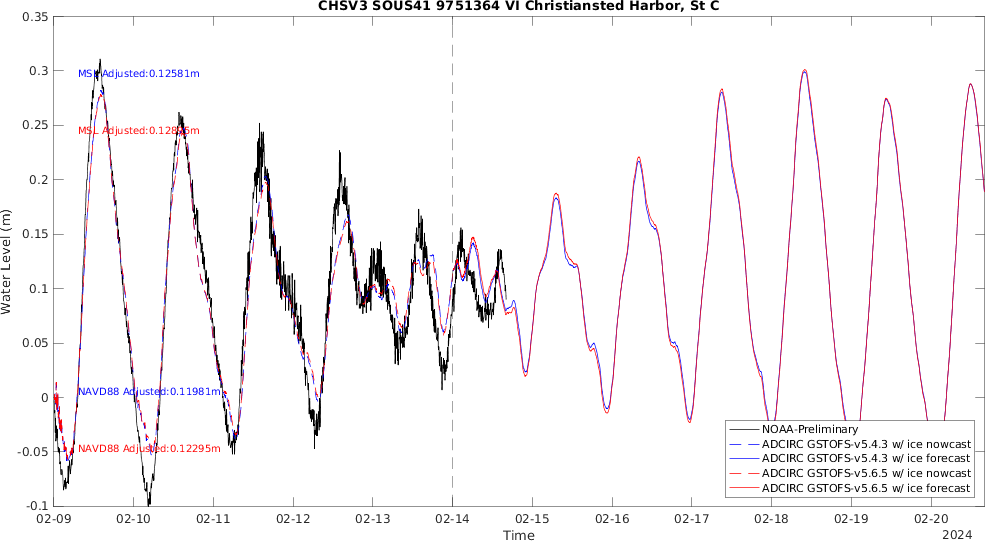 CHSV3 SOUS41 9751364 VI Christiansted Harbor, St C
0.35
0.3
0.25
0.2
0.15
0.1
0.05
0
-0.05
-0.1
Water Level (m)
MSL Adjusted:0.12581m
MSL Adjusted:
NAVD88 Adjusted:0.11981m
NAVD88 Adjusted:0.12295m
NOAA-Preliminary
ADCIRC GSTOFS-v5.4.3 w/ ice nowcast
ADCIRC GSTOFS-v5.4.3 w/ ice forecast
ADCIRC GSTOFS-v5.6.5 w/ ice nowcast
ADCIRC GSTOFS-v5.6.5 w/ ice forecast
02-09 02-10 02-11 02-12 02-13 02-14 02-15 02-16 02-17 02-18 02-19 02-20
Time
2024